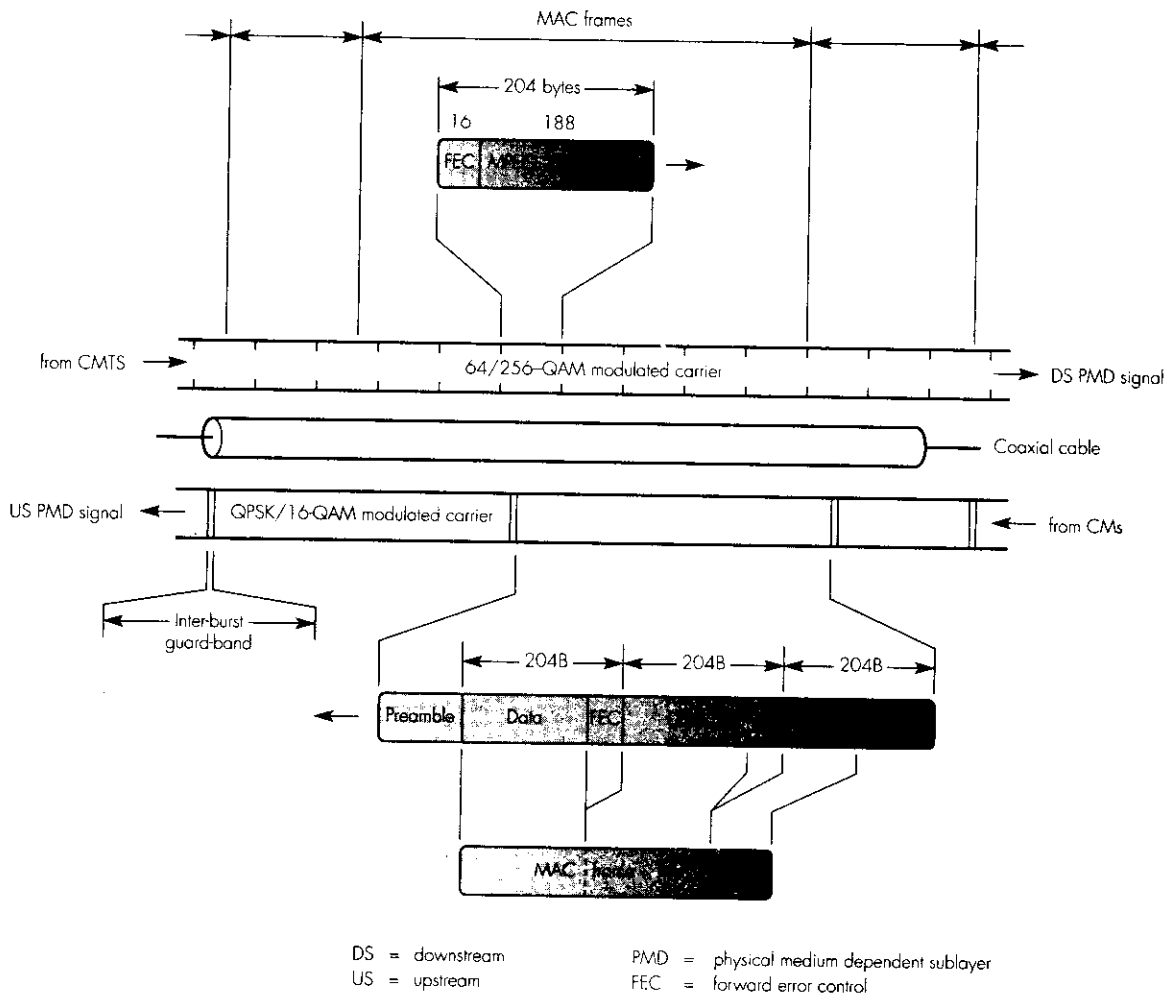 MAC frames
204 bytes
16 188
FEC
from CMTS
64/256–QAM modulated carrier
DS PMD signal
Coaxial cable
US PMD signal
QPSK/16-QAM modulated carrier
from CMs
Inter-burst
guard-band
204B 204B 204B
Preamble Data FEC
MAC frame
DS = downstream
US = upstream
PMD = physical medium dependent sublayer
FEC = forward error control